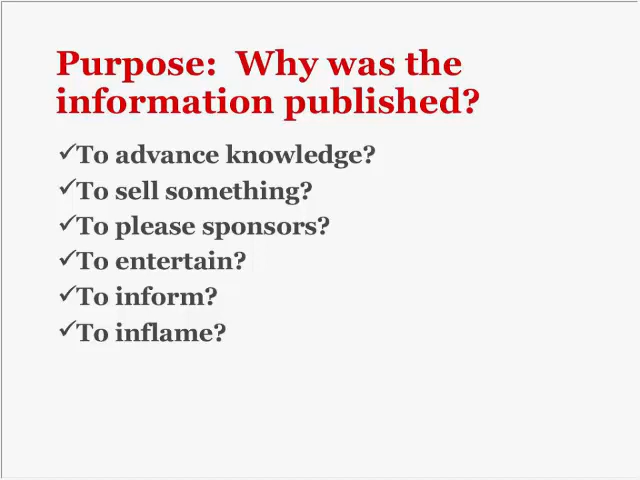 Purpose:  Why was the
information published?
✓To advance knowledge?
✓To sell something?
✓To please sponsors?
✓To entertain?
✓To inform?
✓To inflame?